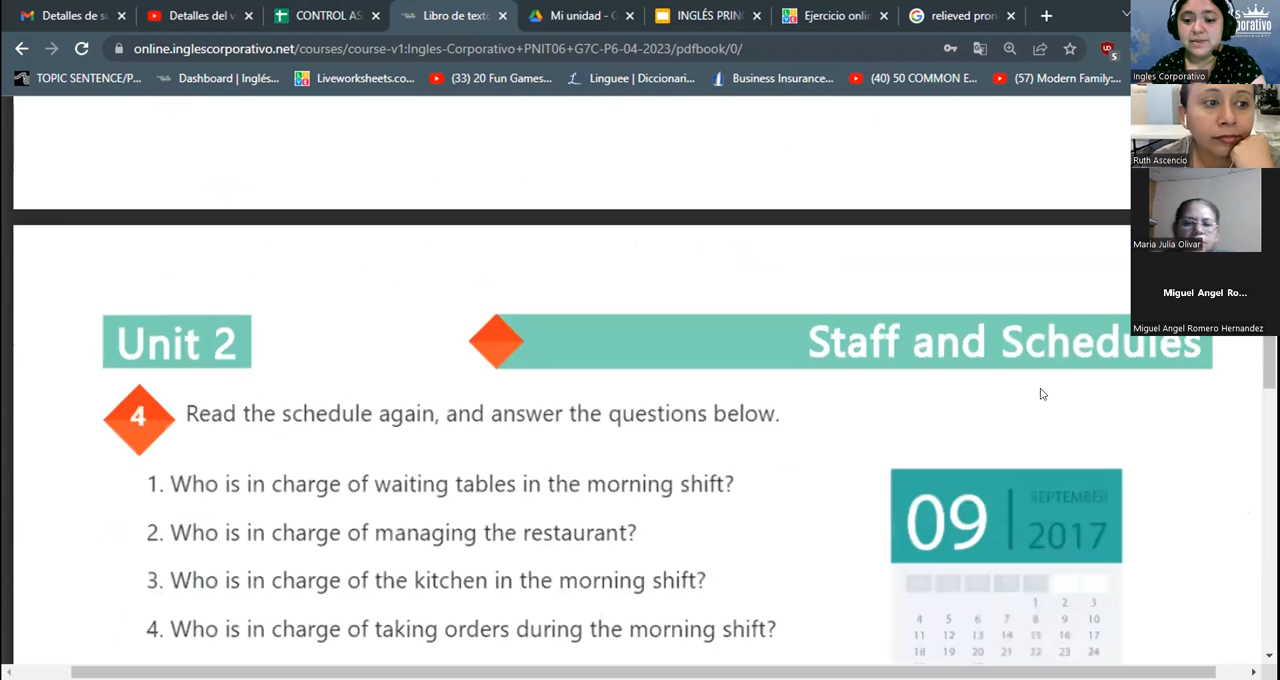 Detalles de su
Detalles del v
CONTROL AS
Libro de texto
Mi unidad - G
INGLÉS PRINC
Ejercicio onlin
relieved pron
online.inglescorporativo.net/courses/course-v1:Ingles-Corporativo+PNIT06+G7C-P6-04-2023/pdfbook/0/
TOPIC SENTENCE/P...
Dashboard | Inglés...
Liveworksheets.co...
(33) 20 Fun Games...
Linguee | Diccionari...
Business Insurance...
(40) 50 COMMON E...
(57) Modern Family:...
Ingles Corporativo
Ruth Ascencio
Maria Julia Olivar
Miguel Angel Ro...
Miguel Angel Romero Hernandez
Unit 2
Staff and Schedules
4 Read the schedule again, and answer the questions below.
1. Who is in charge of waiting tables in the morning shift?
2. Who is in charge of managing the restaurant?
3. Who is in charge of the kitchen in the morning shift?
4. Who is in charge of taking orders during the morning shift?
09 SEPTEMBER
2017
1 2 3
4 5 6 7 8 9 10
11 12 13 14 15 16 17
18 19 20 21 22 23 24